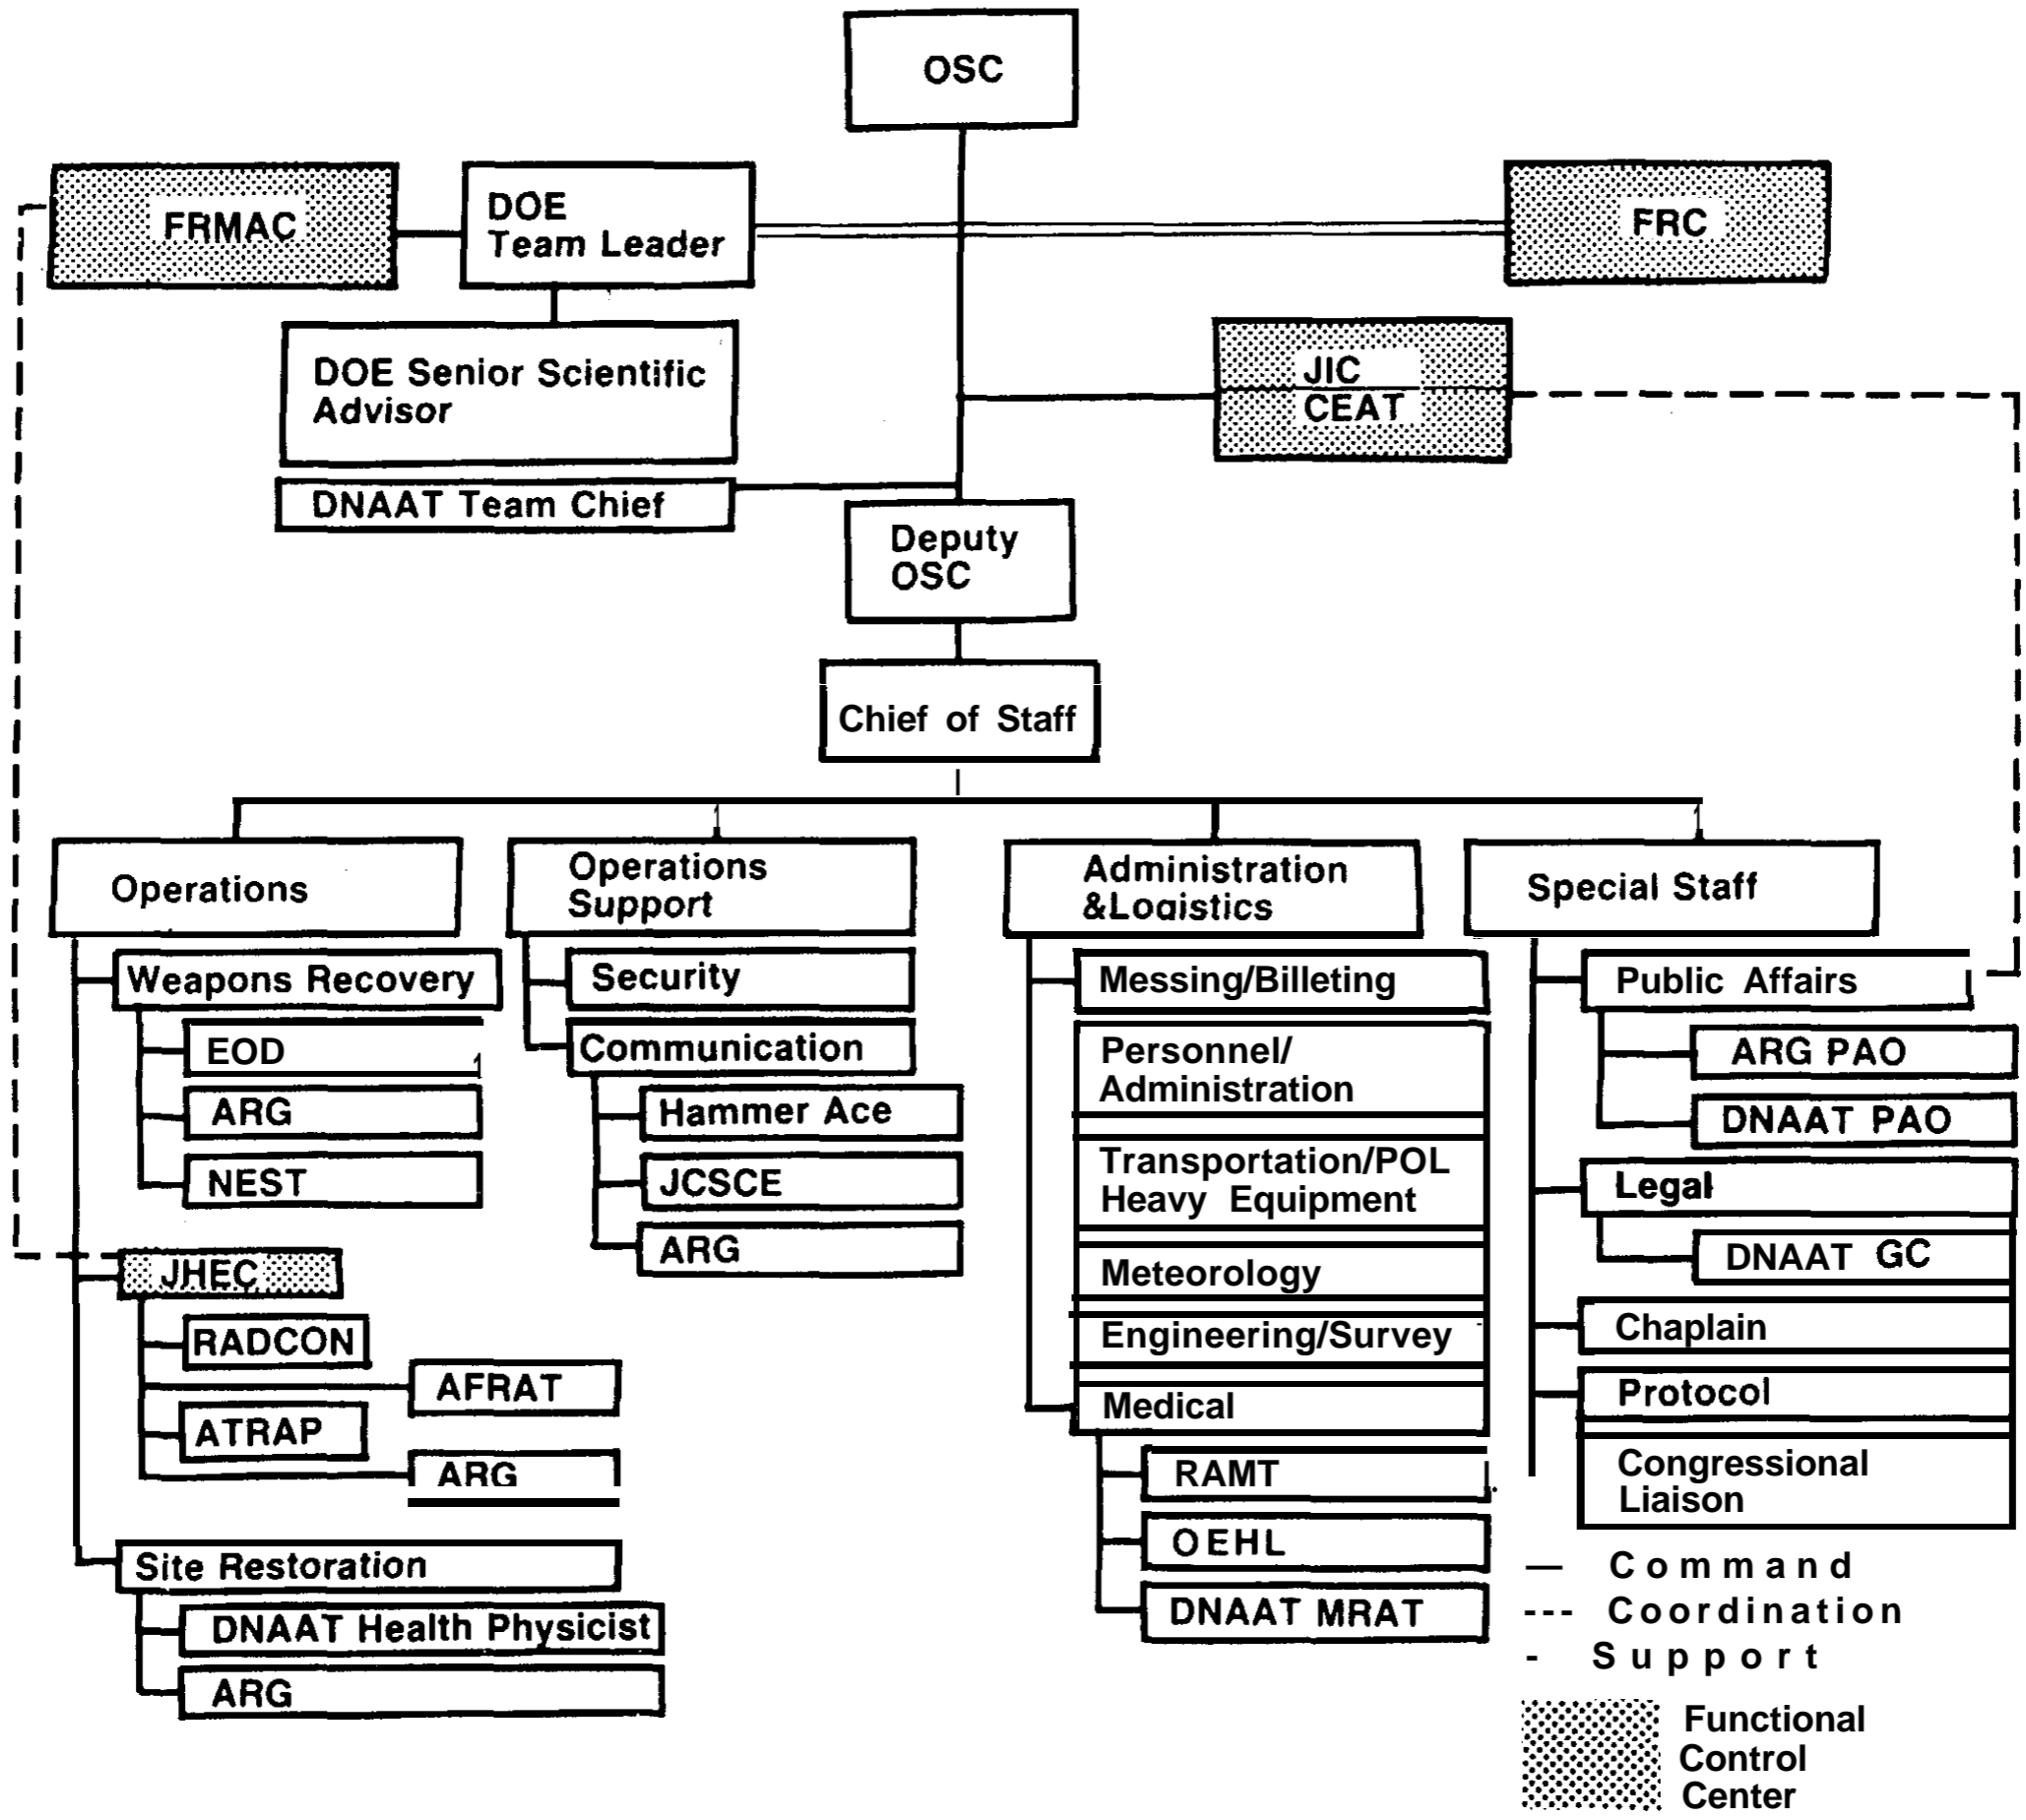 OSC
FRMAC
DOE
Team Leader
FRC
DOE Senior Scientific
Advisor
JIC
CEAT
DNAAT Team Chief
Deputy
OSC
Chief of Staff
Operations
Weapons Recovery
EOD
ARG
NEST
JHEC
RADCON
AFRAT
ATRAP
ARG
Site Restoration
DNAAT Health Physicist
ARG
Operations
Support
Security
Communication
Hammer Ace
JCSCE
ARG
Administration
&Logistics
Messing/Billeting
Personnel/
Administration
Transportation/POL
Heavy Equipment
Meteorology
Engineering/Survey
Medical
RAMT
OEHL
DNAAT MRAT
Special Staff
Public Affairs
ARG PAO
DNAAT PAO
Legal
DNAAT GC
Chaplain
Protocol
Congressional
Liaison
— Command
--- Coordination
- Support
Functional
Control
Center